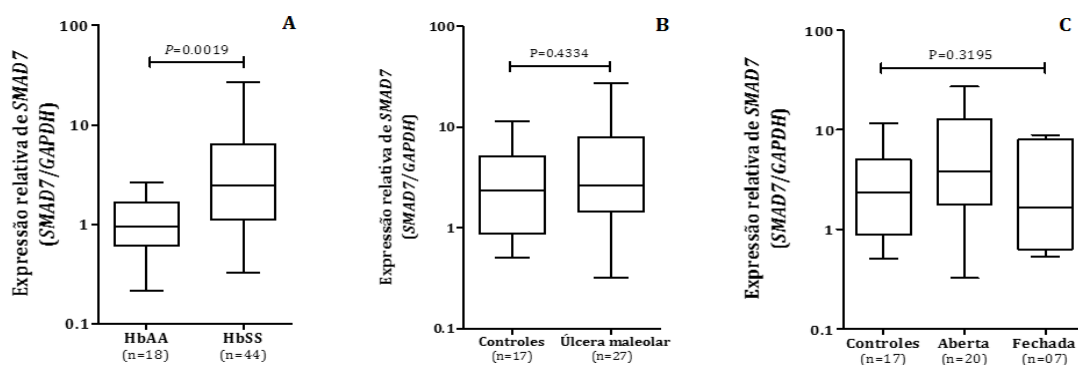 A
Expressão relativa de SMAD7
(SMAD7/GAPDH)
100
10
1
0.1
P=0.0019
HbAA
(n=18)
HbSS
(n=44)
B
Expressão relativa de SMAD7
(SMAD7/GAPDH)
100
10
1
0.1
P=0.4334
Controles
(n=17)
Úlcera maleolar
(n=27)
C
Expressão relativa de SMAD7
(SMAD7/GAPDH)
100
10
1
0.1
P=0.3195
Controles
(n=17)
Aberta
(n=20)
Fechada
(n=07)